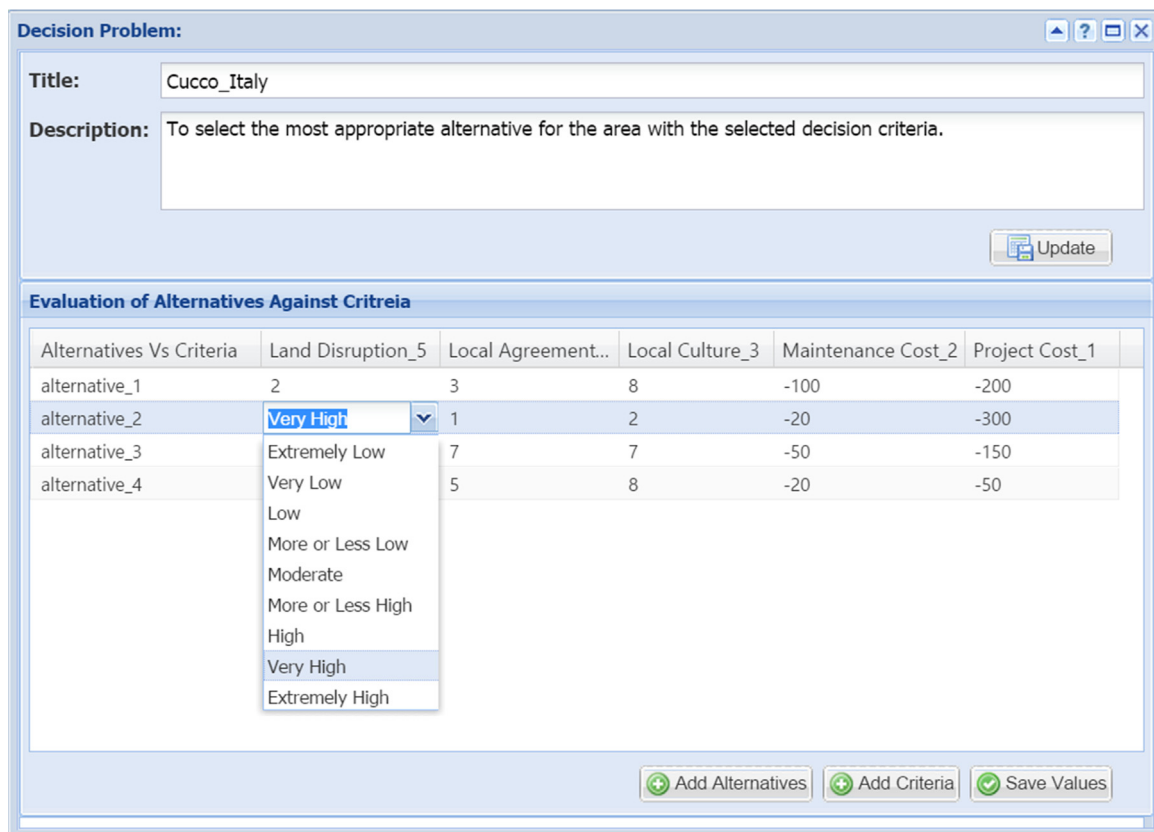 Decision Problem:
Title: Cucco_Italy
Description: To select the most appropriate alternative for the area with the selected decision criteria.
Update
Evaluation of Alternatives Against Critreia
Alternatives Vs Criteria Land Disruption_5 Local Agreement... Local Culture_3 Maintenance Cost_2 Project Cost_1
alternative_1 2 3 8 -100 -200
alternative_2 Very High 1 2 -20 -300
alternative_3 7 7 -50 -150
alternative_4 5 8 -20 -50
Extremely Low
Very Low
Low
More or Less Low
Moderate
More or Less High
High
Very High
Extremely High
Add Alternatives Add Criteria Save Values